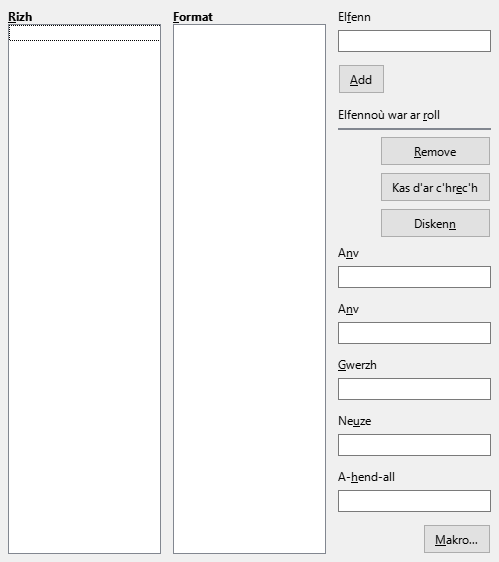 Rizh
Format
Elfenn
Add
Elfennoù war ar roll
Remove
Kas d'ar c'hrec'h
Diskenn
Anv
Anv
Gwerzh
Neuze
A-hend-all
Makro...